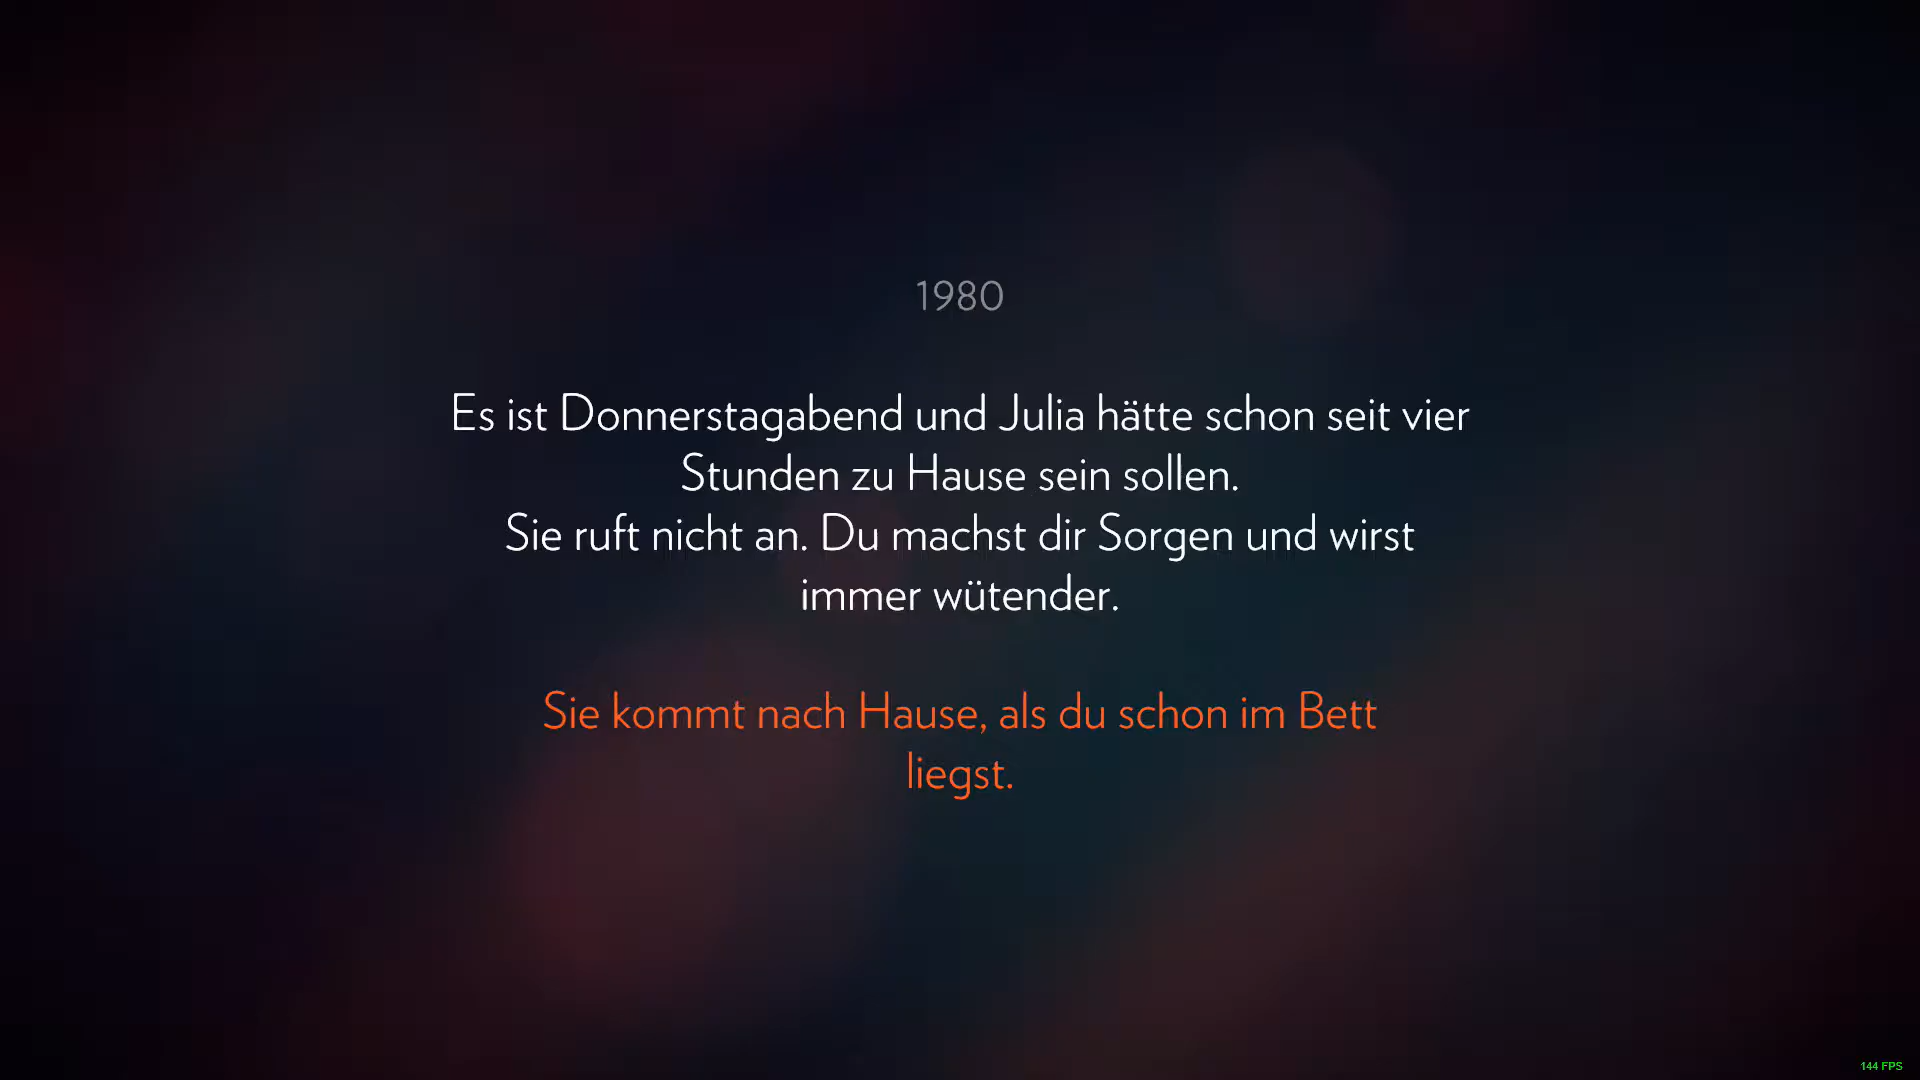 1980
Es ist Donnerstagabend und Julia hätte schon seit vier
Stunden zu Hause sein sollen.
Sie ruft nicht an. Du machst dir Sorgen und wirst
immer wütender.
Sie kommt nach Hause, als du schon im Bett
liegst.
144 FPS